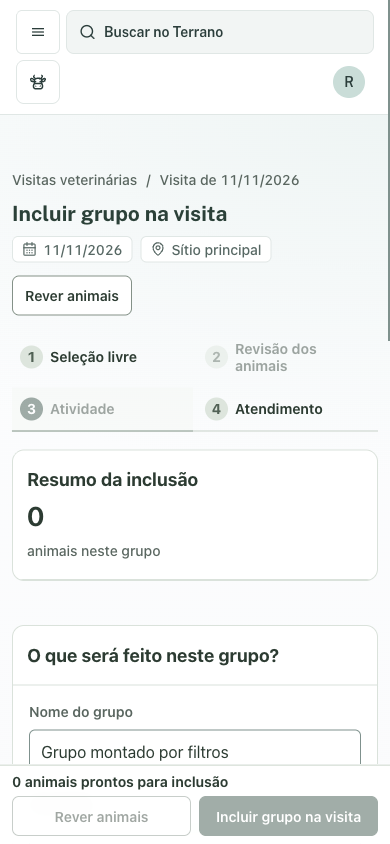 Buscar no Terrano
R
Visitas veterinárias / Visita de 11/11/2026
Incluir grupo na visita
11/11/2026
Sítio principal
Rever animais
1 Seleção livre
2 Revisão dos
animais
3 Atividade
4 Atendimento
Resumo da inclusão
0
animais neste grupo
O que será feito neste grupo?
Nome do grupo
Grupo montado por filtros
0 animais prontos para inclusão
Rever animais
Incluir grupo na visita